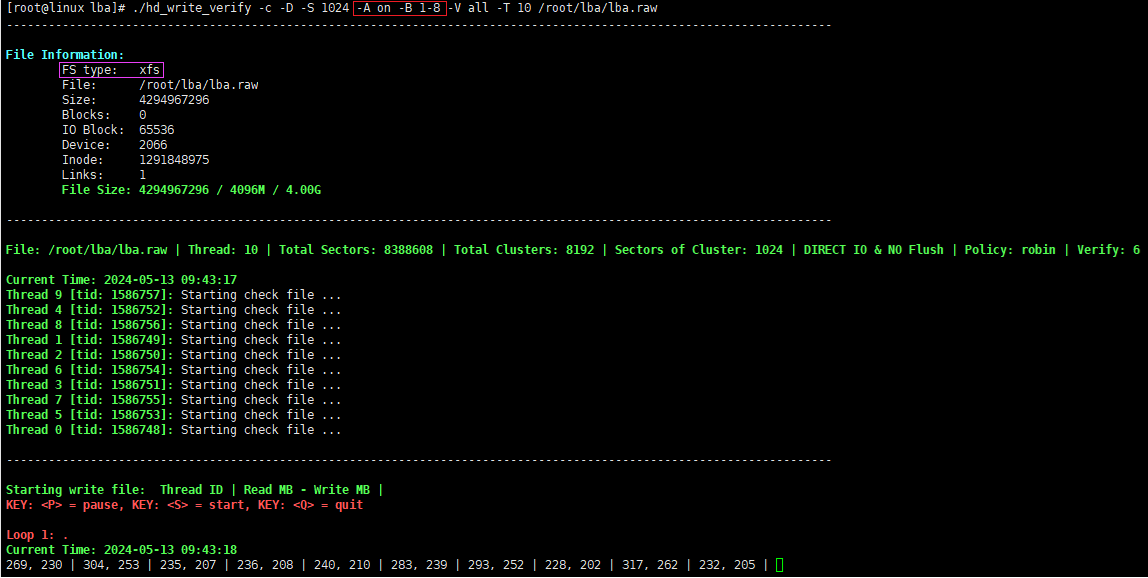 [root@linux lba]# ./hd_write_verify -c -D -S 1024 -A on -B 1-8 -V all -T 10 /root/lba/lba.raw
----------------------------------------------------------------------------------------------------------------------
File Information:
FS type: xfs
File: /root/lba/lba.raw
Size: 4294967296
Blocks: 0
IO Block: 65536
Device: 2066
Inode: 1291848975
Links: 1
File Size: 4294967296 / 4096M / 4.00G
----------------------------------------------------------------------------------------------------------------------
File: /root/lba/lba.raw | Thread: 10 | Total Sectors: 8388608 | Total Clusters: 8192 | Sectors of Cluster: 1024 | DIRECT IO & NO Flush | Policy: robin | Verify: 6
Current Time: 2024-05-13 09:43:17
Thread 9 [tid: 1586757]: Starting check file ...
Thread 4 [tid: 1586752]: Starting check file ...
Thread 8 [tid: 1586756]: Starting check file ...
Thread 1 [tid: 1586749]: Starting check file ...
Thread 2 [tid: 1586750]: Starting check file ...
Thread 6 [tid: 1586754]: Starting check file ...
Thread 3 [tid: 1586751]: Starting check file ...
Thread 7 [tid: 1586755]: Starting check file ...
Thread 5 [tid: 1586753]: Starting check file ...
Thread 0 [tid: 1586748]: Starting check file ...
----------------------------------------------------------------------------------------------------------------------
Starting write file: Thread ID | Read MB - Write MB |
KEY: <P> = pause, KEY: <S> = start, KEY: <Q> = quit
Loop 1: .
Current Time: 2024-05-13 09:43:18
269, 230 | 304, 253 | 235, 207 | 236, 208 | 240, 210 | 283, 239 | 293, 252 | 228, 202 | 317, 262 | 232, 205 |